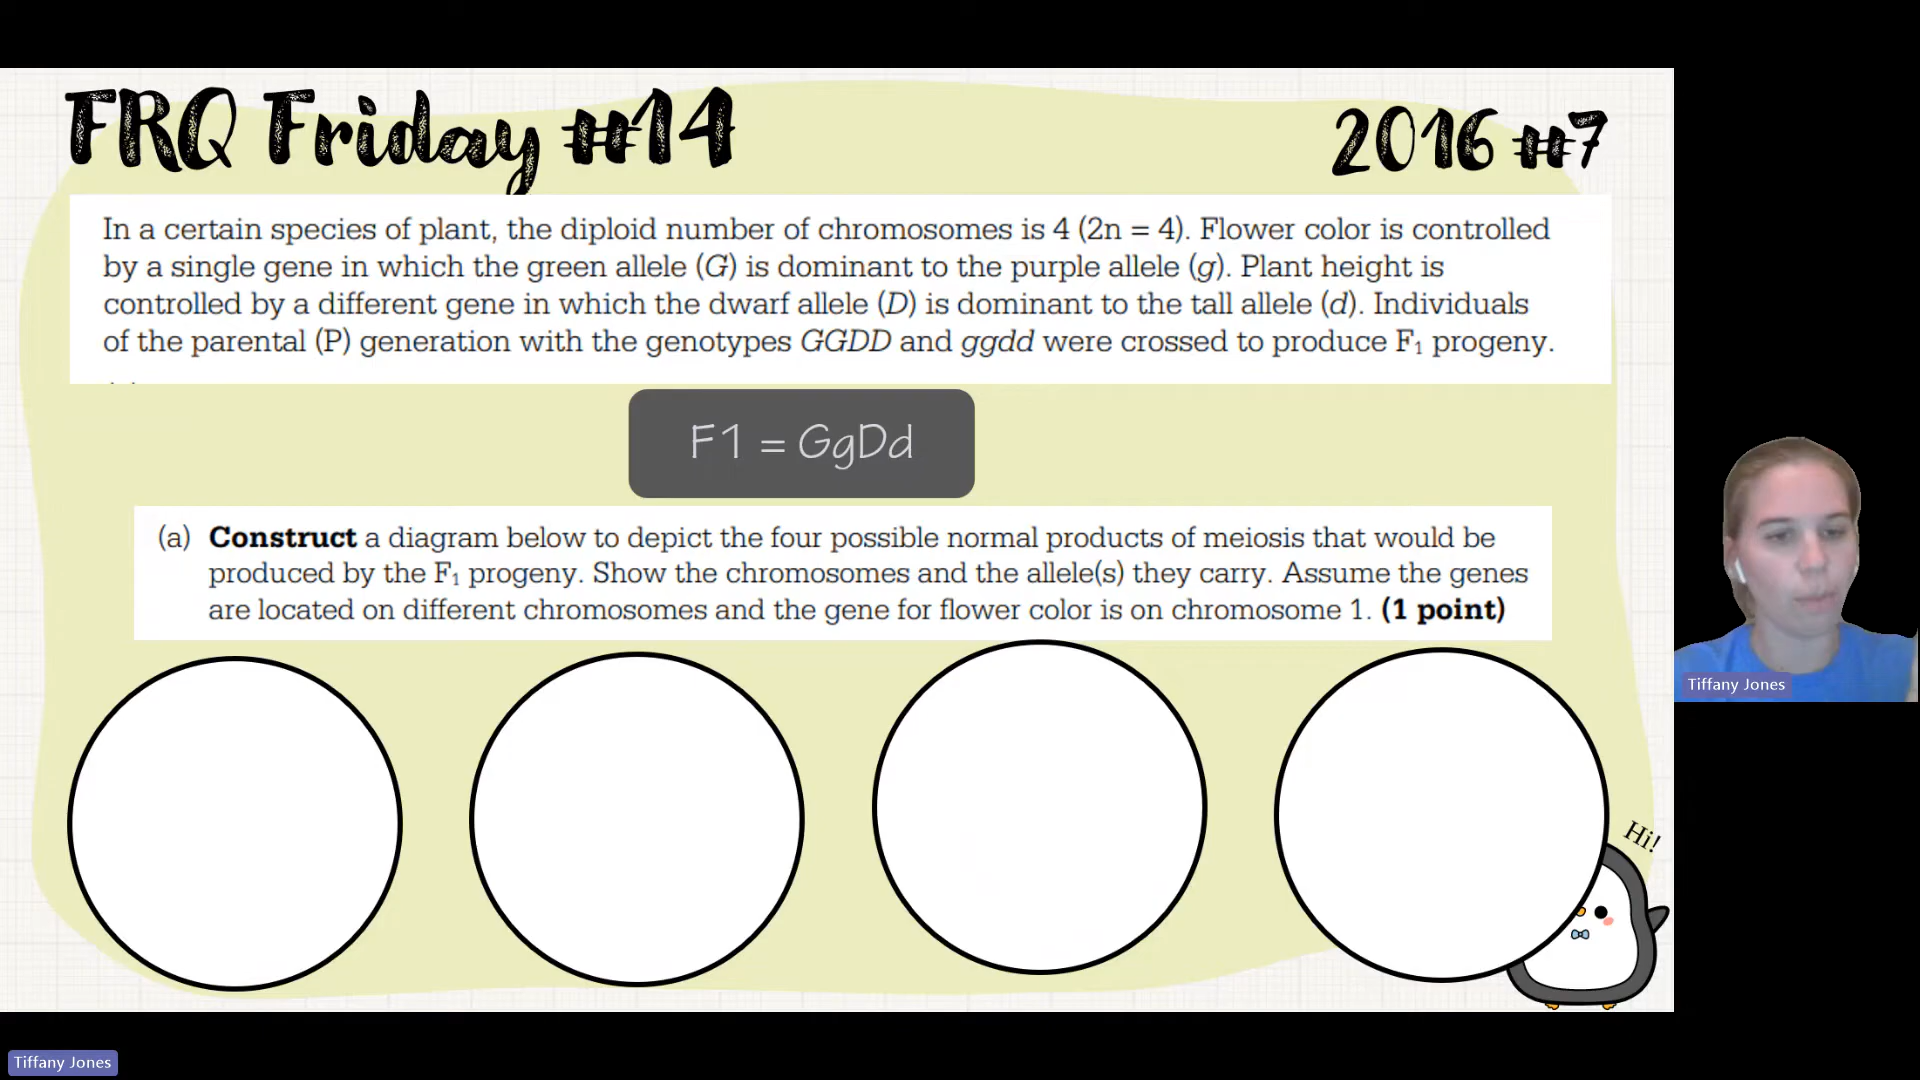 FRQ Friday #14
2016 #7
In a certain species of plant, the diploid number of chromosomes is 4 (2n = 4). Flower color is controlled
by a single gene in which the green allele (G) is dominant to the purple allele (g). Plant height is
controlled by a different gene in which the dwarf allele (D) is dominant to the tall allele (d). Individuals
of the parental (P) generation with the genotypes GGDD and ggdd were crossed to produce F₁ progeny.
F1 = GgDd
(a) Construct a diagram below to depict the four possible normal products of meiosis that would be
produced by the F₁ progeny. Show the chromosomes and the allele(s) they carry. Assume the genes
are located on different chromosomes and the gene for flower color is on chromosome 1. (1 point)
Hi!
Tiffany Jones
Tiffany Jones